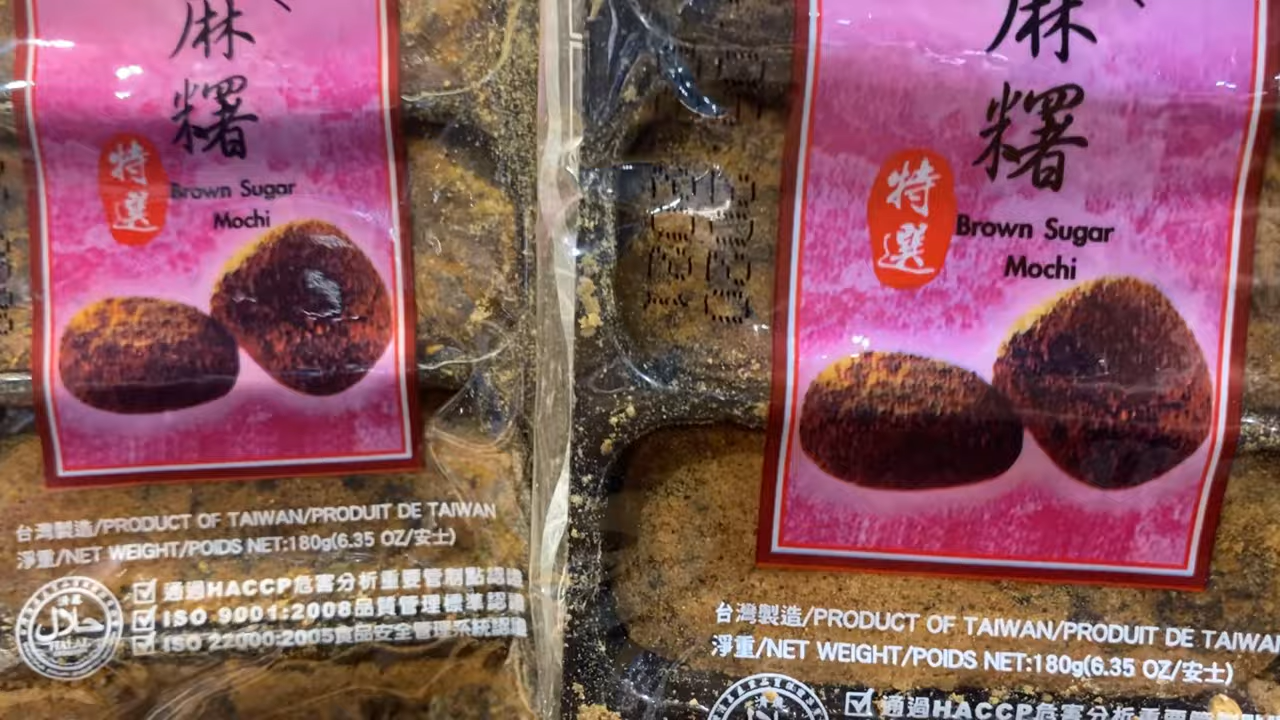 麻
糬
特
選
Brown Sugar
Mochi
台灣製造/PRODUCT OF TAIWAN/PRODUIT DE TAIWAN
淨重/NET WEIGHT/POIDS NET:180g(6.35 OZ/安士)
حلال
HALAL
通過HACCP危害分析重要管制點認證
ISO 9001:2008品質管理標準認證
ISO 22000:2005食品安全管理系統認證
麻
糬
特
選
Brown Sugar
Mochi
台灣製造/PRODUCT OF TAIWAN/PRODUIT DE TAIWAN
淨重/NET WEIGHT/POIDS NET:180g(6.35 OZ/安士)
通過HACCP危害分析重要管